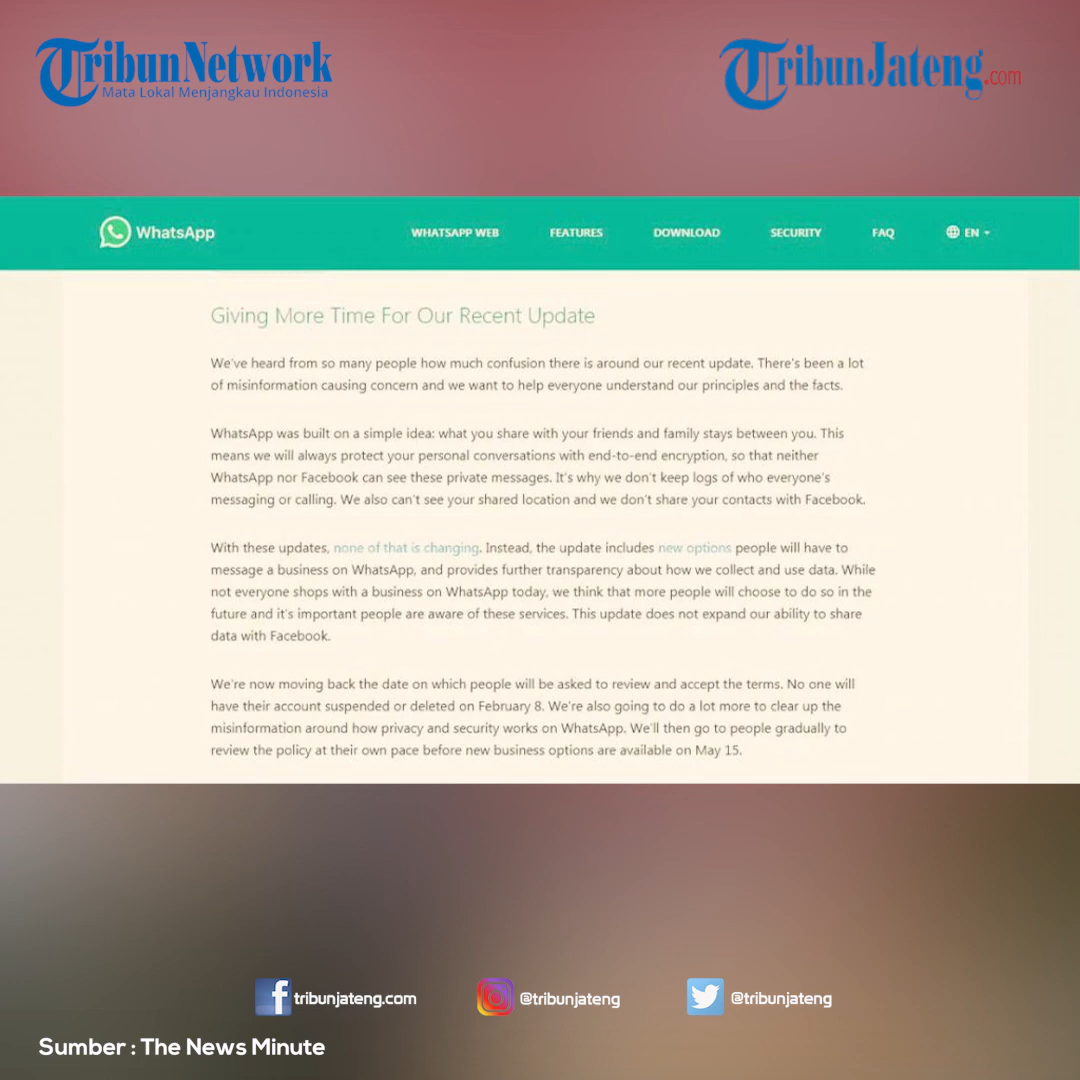 TribunNetwork
Mata Lokal Menjangkau Indonesia
TribunJateng.com
WhatsApp
WHATSAPP WEB
FEATURES
DOWNLOAD
SECURITY
FAQ
EN
Giving More Time For Our Recent Update
We've heard from so many people how much confusion there is around our recent update. There's been a lot
of misinformation causing concern and we want to help everyone understand our principles and the facts.
WhatsApp was built on a simple idea: what you share with your friends and family stays between you. This
means we will always protect your personal conversations with end-to-end encryption, so that neither
WhatsApp nor Facebook can see these private messages. It's why we don't keep logs of who everyone's
messaging or calling. We also can't see your shared location and we don't share your contacts with Facebook.
With these updates, none of that is changing. Instead, the update includes new options people will have to
message a business on WhatsApp, and provides further transparency about how we collect and use data. While
not everyone shops with a business on WhatsApp today, we think that more people will choose to do so in the
future and it's important people are aware of these services. This update does not expand our ability to share
data with Facebook.
We're now moving back the date on which people will be asked to review and accept the terms. No one will
have their account suspended or deleted on February 8. We're also going to do a lot more to clear up the
misinformation around how privacy and security works on WhatsApp. We'll then go to people gradually to
review the policy at their own pace before new business options are available on May 15.
tribunjateng.com
@tribunjateng
@tribunjateng
Sumber : The News Minute